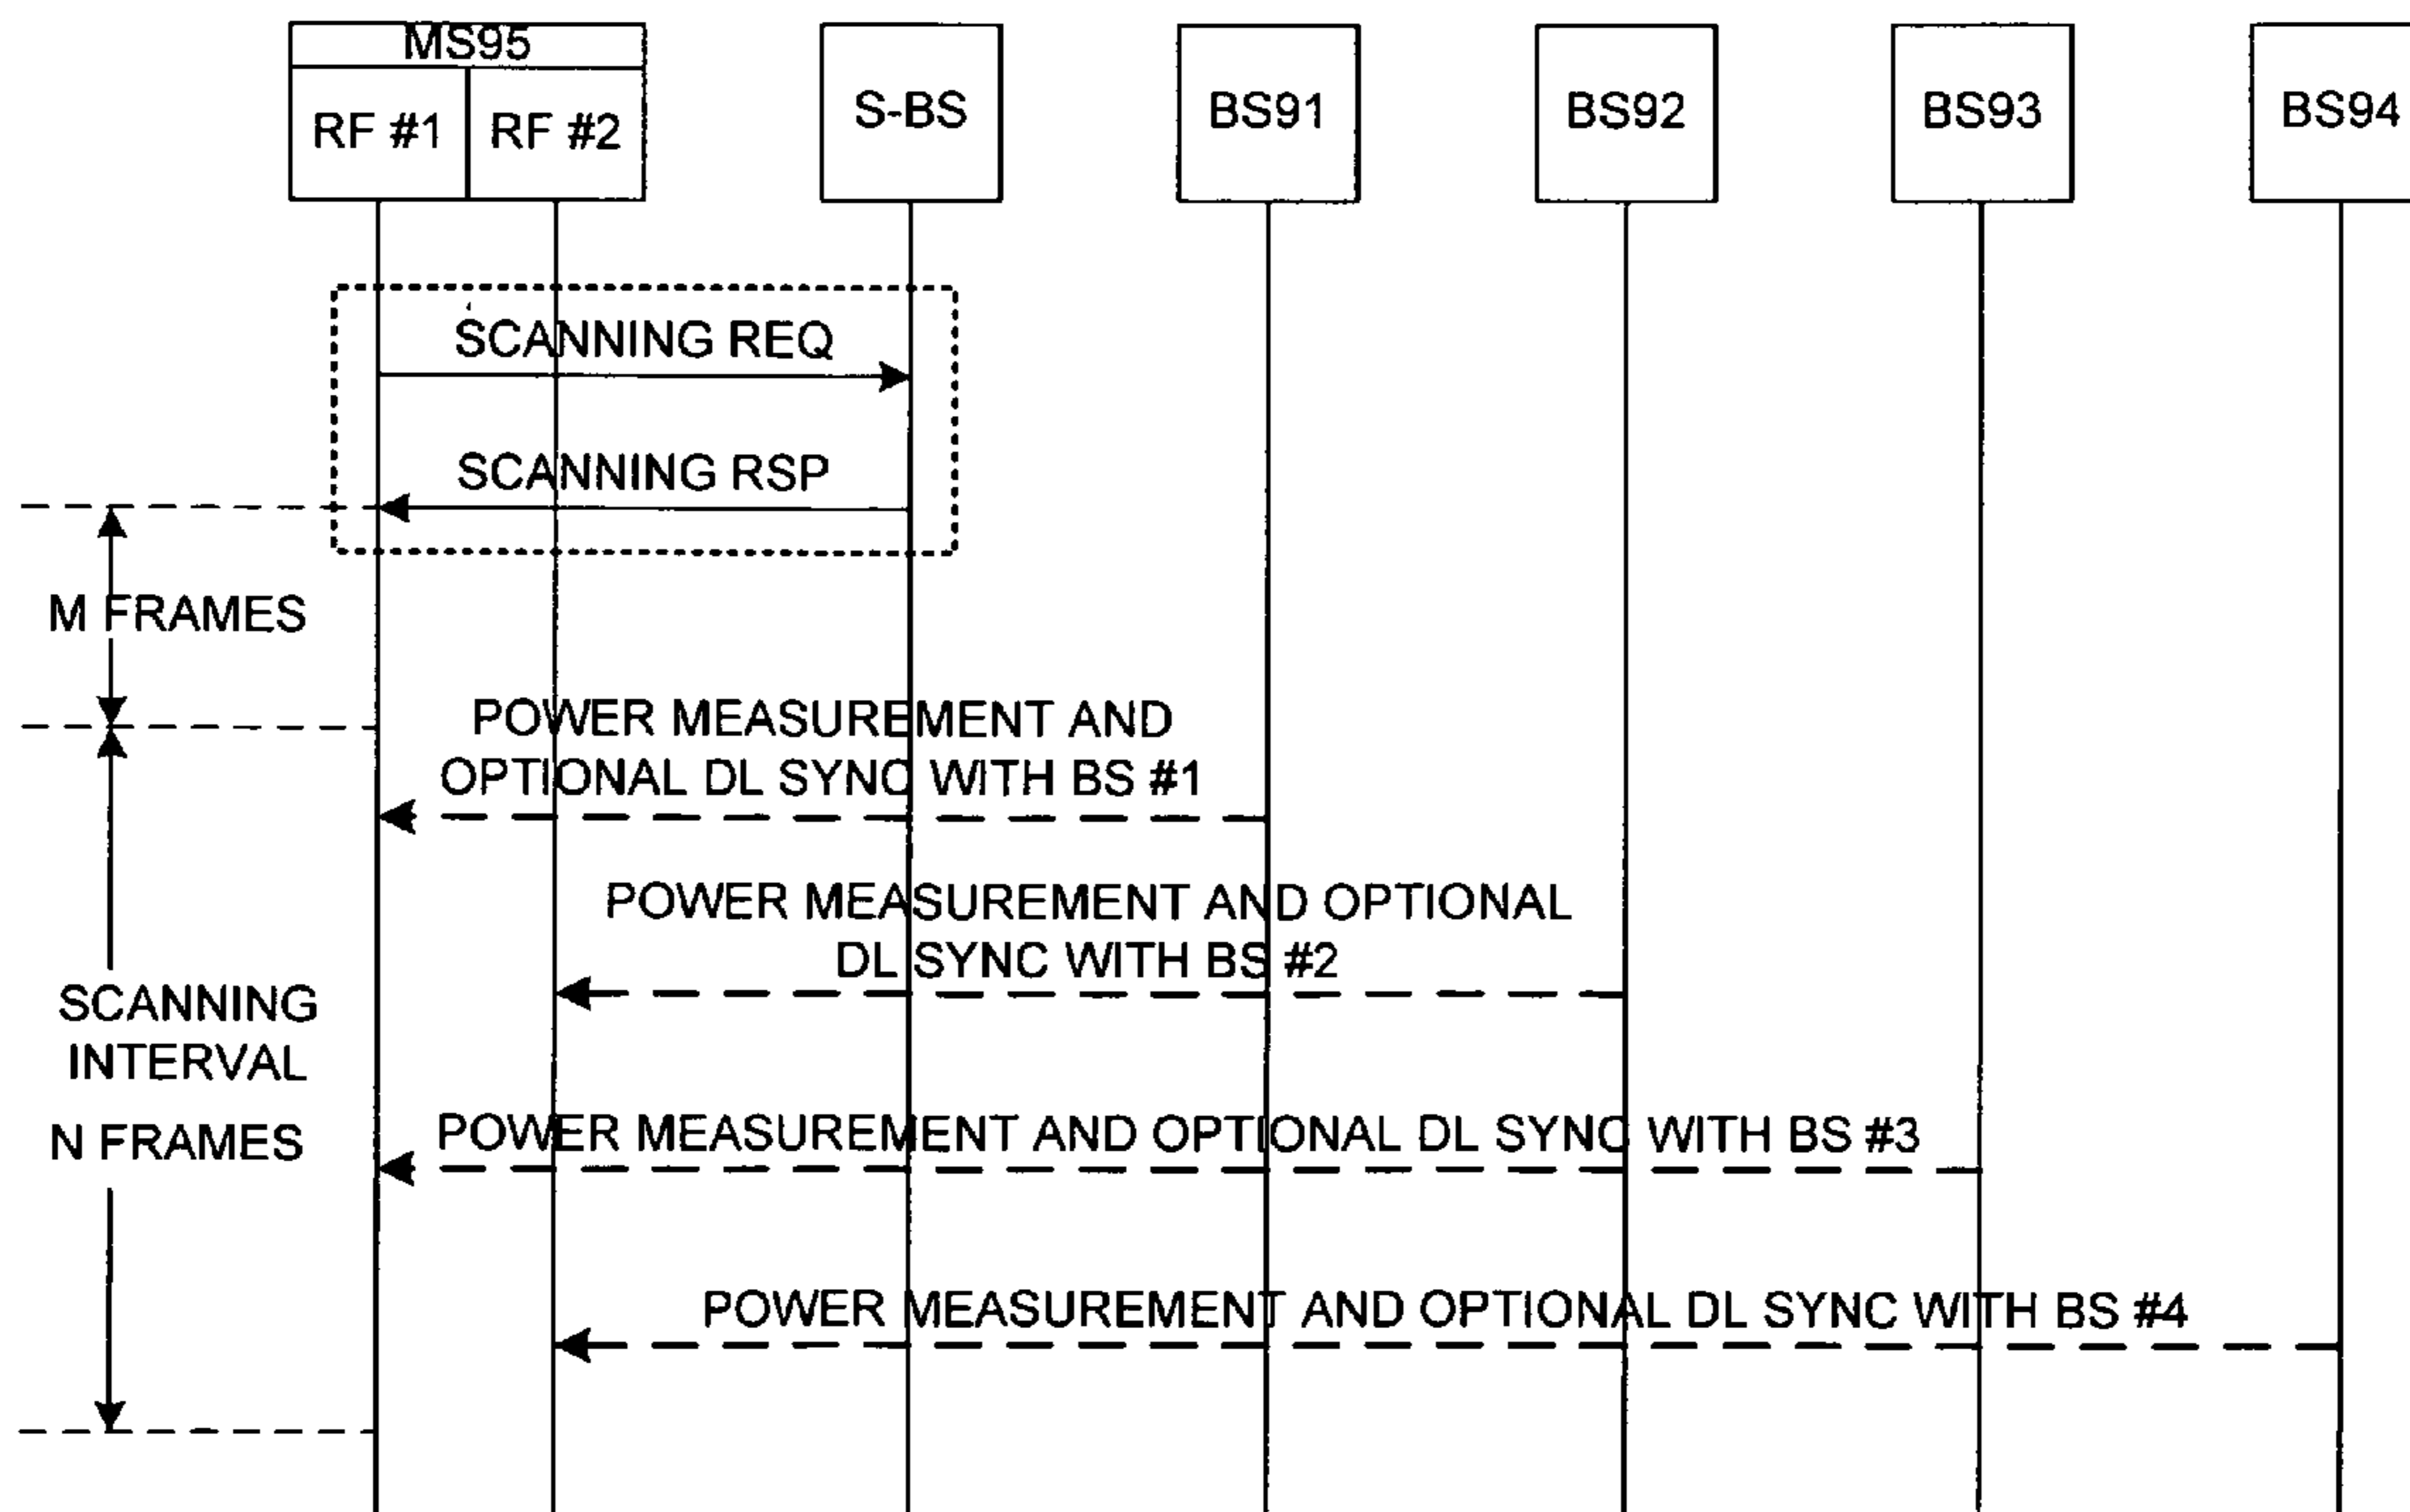 MS95
RF #1
RF #2
S-BS
BS91
BS92
BS93
BS94
SCANNING REQ
SCANNING RSP
M FRAMES
POWER MEASUREMENT AND
OPTIONAL DL SYNC WITH BS #1
POWER MEASUREMENT AND OPTIONAL
DL SYNC WITH BS #2
SCANNING
INTERVAL
N FRAMES
POWER MEASUREMENT AND OPTIONAL DL SYNC WITH BS #3
POWER MEASUREMENT AND OPTIONAL DL SYNC WITH BS #4